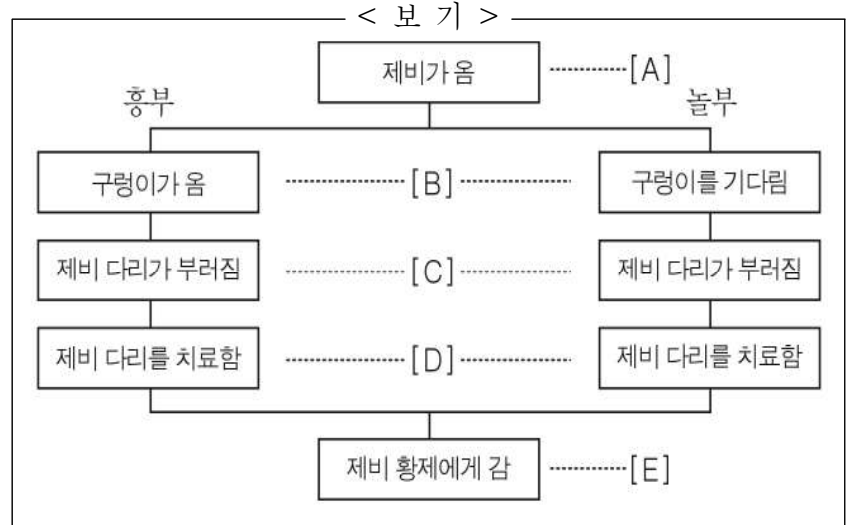 < 보 기 >
제비가 옴 ············[A]
흥부 놀부
구렁이가 옴 ············[B]············ 구렁이를 기다림
제비 다리가 부러짐 ············[C]············ 제비 다리가 부러짐
제비 다리를 치료함 ············[D]············ 제비 다리를 치료함
제비 황제에게 감 ············[E]